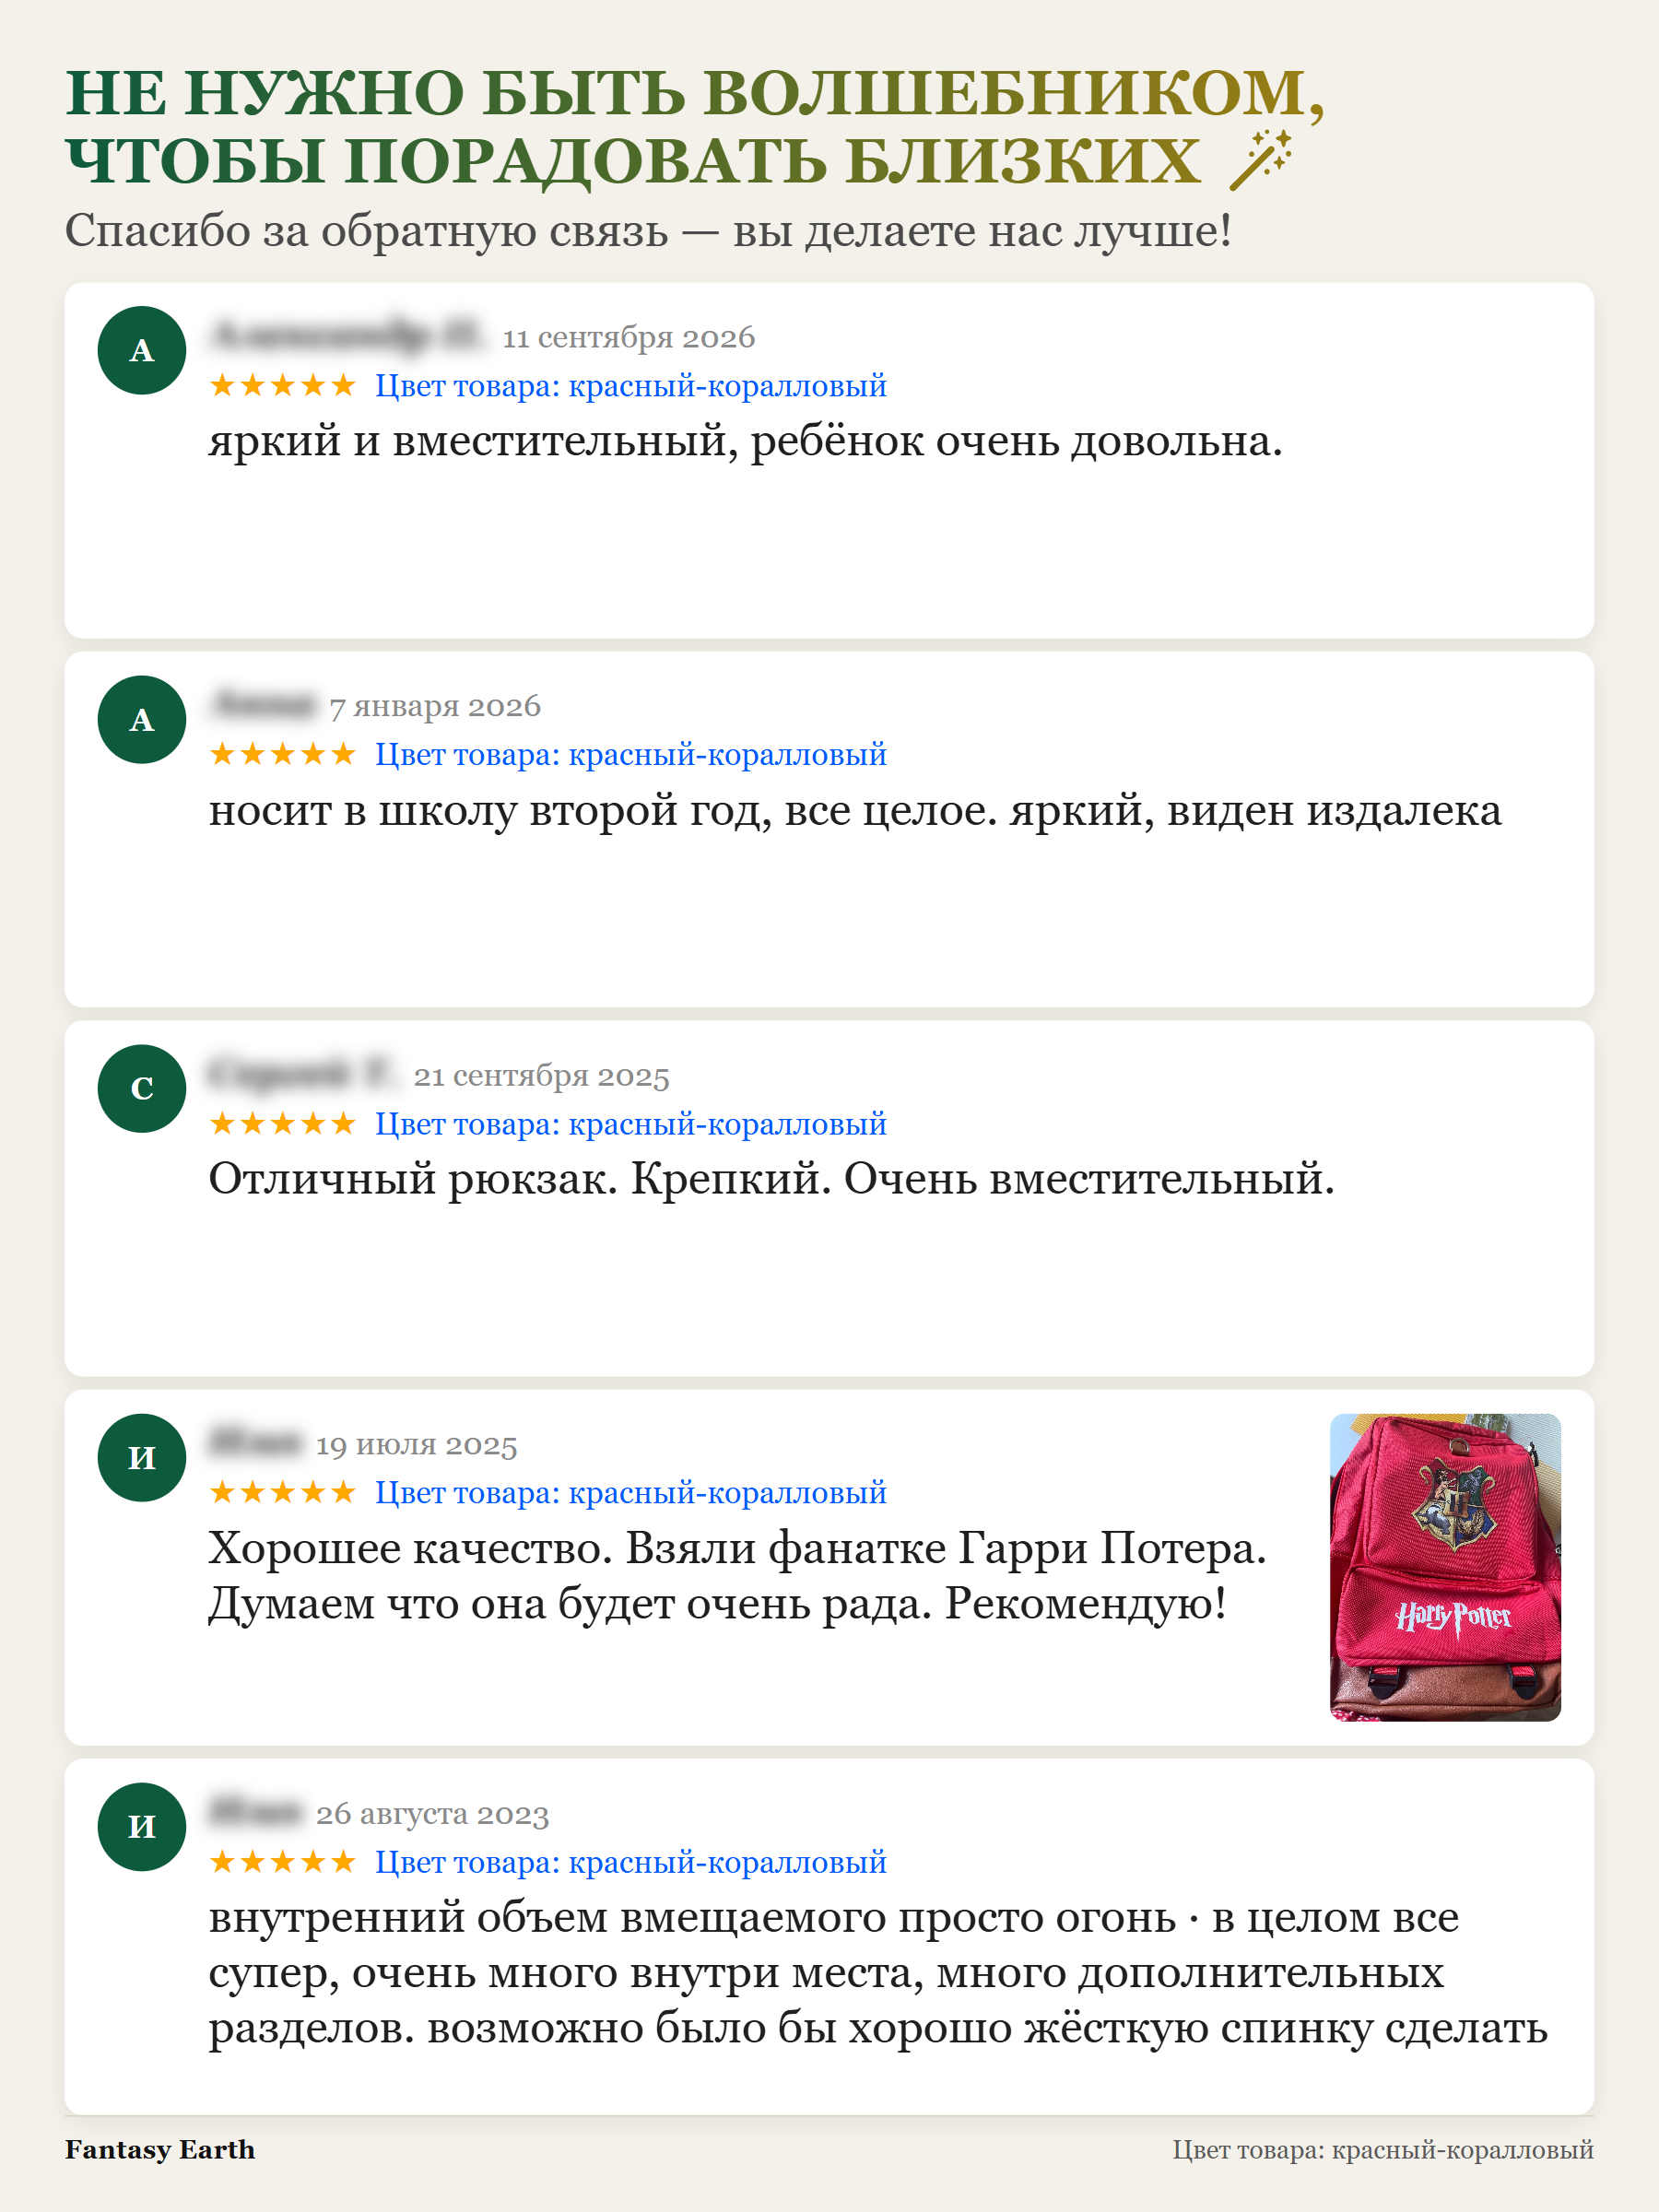 НЕ НУЖНО БЫТЬ ВОЛШЕБНИКОМ,
ЧТОБЫ ПОРАДОВАТЬ БЛИЗКИХ
Спасибо за обратную связь — вы делаете нас лучше!
А
11 сентября 2026
★★★★★ Цвет товара: красный-коралловый
яркий и вместительный, ребёнок очень довольна.
А
7 января 2026
★★★★★ Цвет товара: красный-коралловый
носит в школу второй год, все целое. яркий, виден издалека
С
21 сентября 2025
★★★★★ Цвет товара: красный-коралловый
Отличный рюкзак. Крепкий. Очень вместительный.
И
19 июля 2025
★★★★★ Цвет товара: красный-коралловый
Хорошее качество. Взяли фанатке Гарри Потера.
Думаем что она будет очень рада. Рекомендую!
H
Harry Potter
И
26 августа 2023
★★★★★ Цвет товара: красный-коралловый
внутренний объем вмещаемого просто огонь · в целом все
супер, очень много внутри места, много дополнительных
разделов. возможно было бы хорошо жёсткую спинку сделать
Fantasy Earth
Цвет товара: красный-коралловый